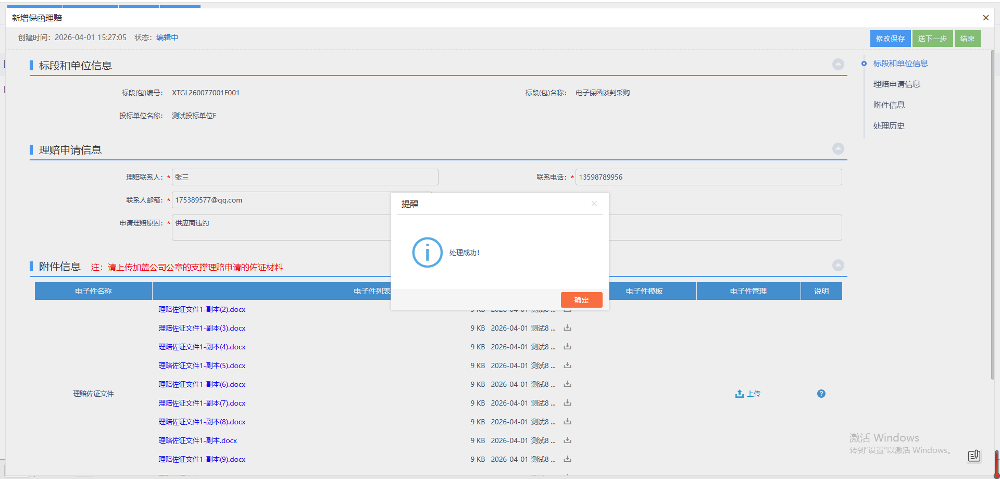 新增保函理赔
创建时间：2026-04-01 15:27:05 状态：编辑中
修改保存 送下一步 结束
标段和单位信息
标段(包)编号： XTGL260077001F001 标段(包)名称： 电子保函谈判采购
投标单位名称： 测试投标单位E
标段和单位信息
理赔申请信息
附件信息
处理历史
理赔申请信息
理赔联系人：* 张三 联系电话：* 13598789956
联系人邮箱：* 175389577@qq.com
申请理赔原因：* 供应商违约
提醒
处理成功!
确定
附件信息 注：请上传加盖公司公章的支撑理赔申请的佐证材料
电子件名称 电子件列表 电子件模板 电子件管理 说明
理赔佐证文件
理赔佐证文件1-副本(2).docx 9 KB 2026-04-01 测试8 ...
理赔佐证文件1-副本(3).docx 9 KB 2026-04-01 测试8 ...
理赔佐证文件1-副本(4).docx 9 KB 2026-04-01 测试8 ...
理赔佐证文件1-副本(5).docx 9 KB 2026-04-01 测试8 ...
理赔佐证文件1-副本(6).docx 9 KB 2026-04-01 测试8 ...
理赔佐证文件1-副本(7).docx 9 KB 2026-04-01 测试8 ...
理赔佐证文件1-副本(8).docx 9 KB 2026-04-01 测试8 ...
理赔佐证文件1-副本.docx 9 KB 2026-04-01 测试8 ...
理赔佐证文件1-副本(9).docx 9 KB 2026-04-01 测试8 ...
上传
激活 Windows
转到"设置"以激活 Windows。